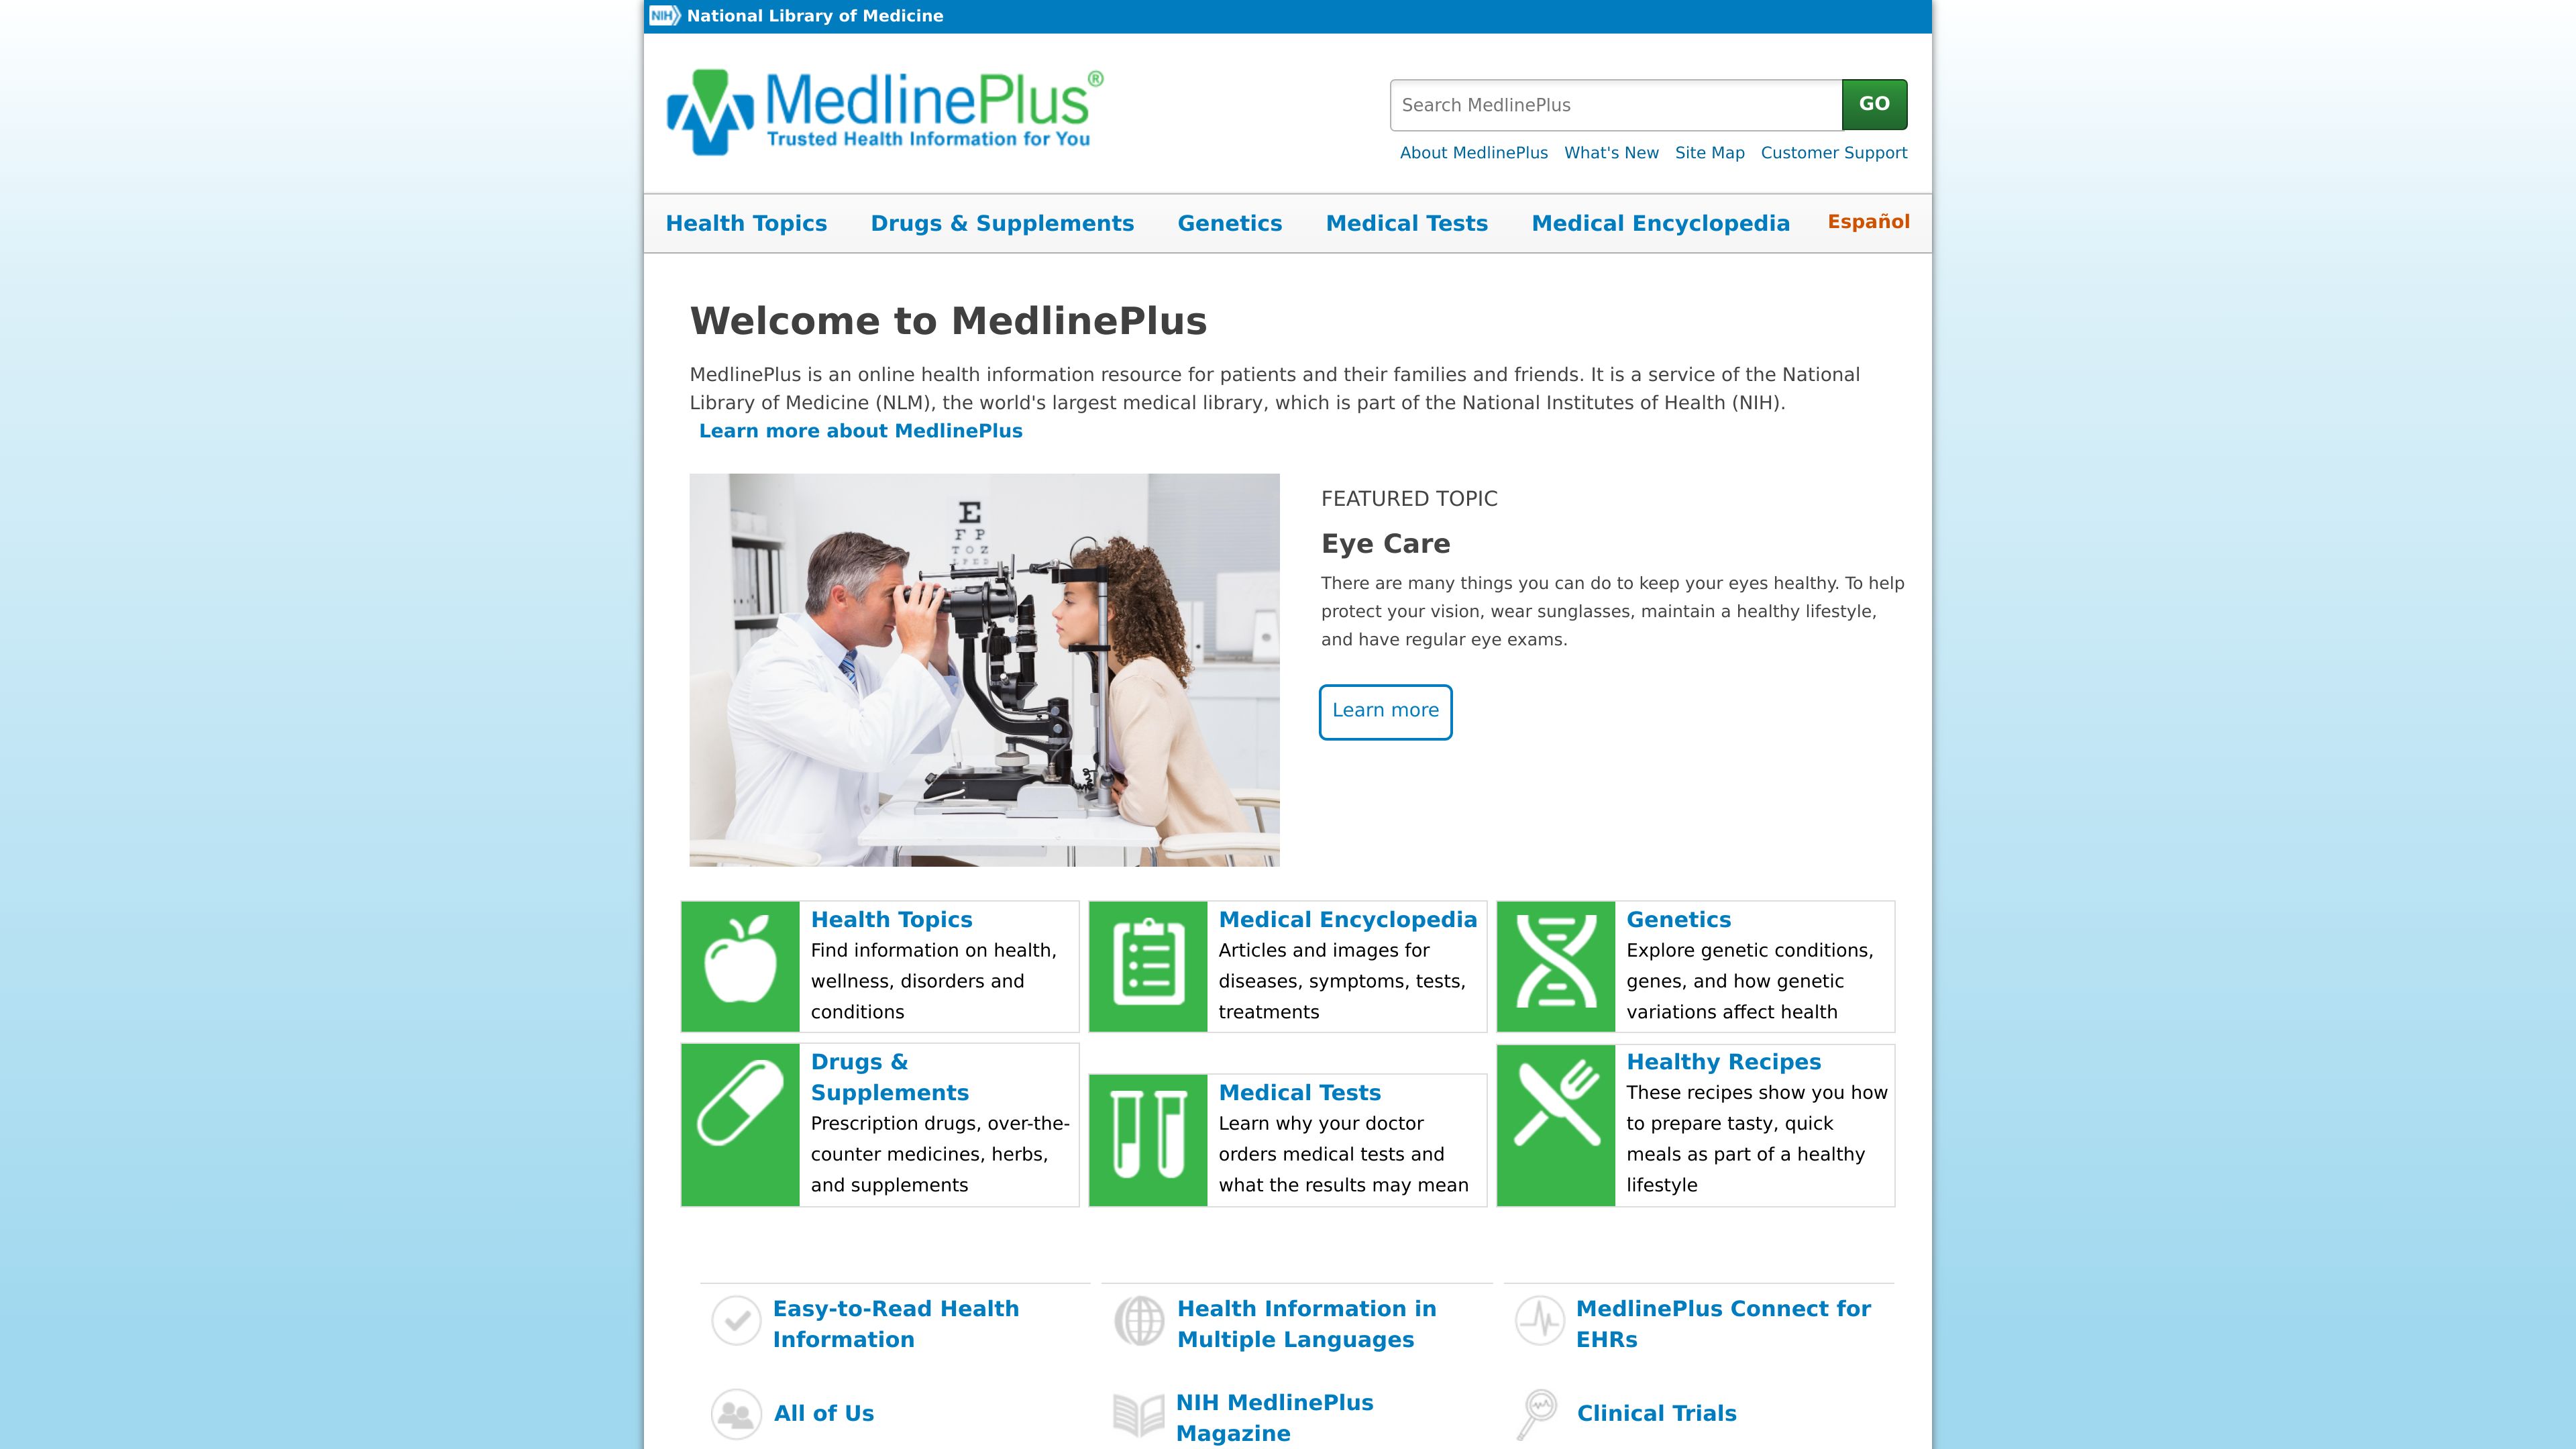 NIH National Library of Medicine
MedlinePlus®
Trusted Health Information for You
Search MedlinePlus
GO
About MedlinePlus What's New Site Map Customer Support
Health Topics Drugs & Supplements Genetics Medical Tests Medical Encyclopedia Español
Welcome to MedlinePlus
MedlinePlus is an online health information resource for patients and their families and friends. It is a service of the National
Library of Medicine (NLM), the world's largest medical library, which is part of the National Institutes of Health (NIH).
Learn more about MedlinePlus
E
F P
T O Z
L P E D
FEATURED TOPIC
Eye Care
There are many things you can do to keep your eyes healthy. To help
protect your vision, wear sunglasses, maintain a healthy lifestyle,
and have regular eye exams.
Learn more
Health Topics
Find information on health,
wellness, disorders and
conditions
Medical Encyclopedia
Articles and images for
diseases, symptoms, tests,
treatments
Genetics
Explore genetic conditions,
genes, and how genetic
variations affect health
Drugs &
Supplements
Prescription drugs, over-the-
counter medicines, herbs,
and supplements
Medical Tests
Learn why your doctor
orders medical tests and
what the results may mean
Healthy Recipes
These recipes show you how
to prepare tasty, quick
meals as part of a healthy
lifestyle
Easy-to-Read Health
Information
Health Information in
Multiple Languages
MedlinePlus Connect for
EHRs
All of Us
NIH MedlinePlus
Magazine
Clinical Trials